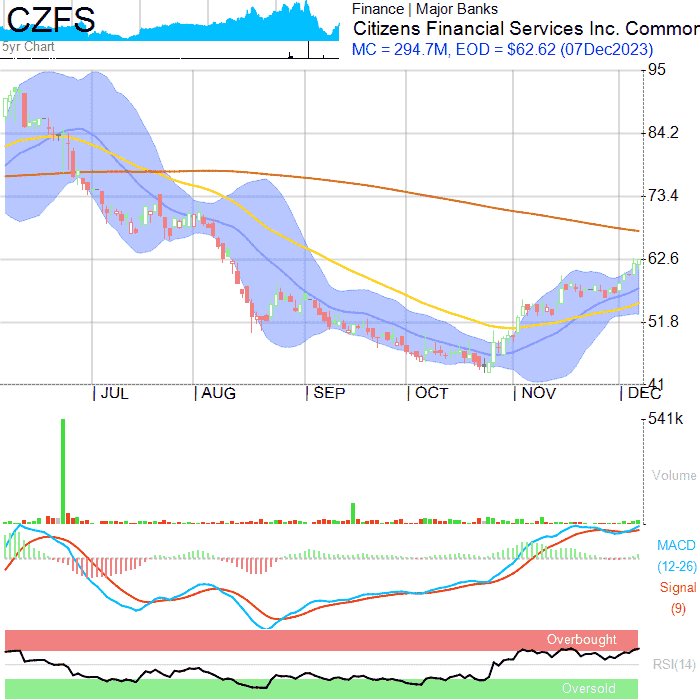 CZFS
5yr Chart
Finance | Major Banks
Citizens Financial Services Inc. Common
MC = 294.7M, EOD = $62.62 (07Dec2023)
95
84.2
73.4
62.6
51.8
41
JUL
AUG
SEP
OCT
NOV
DEC
541k
Volume
MACD
(12-26)
Signal
(9)
Overbought
RSI(14)
Oversold